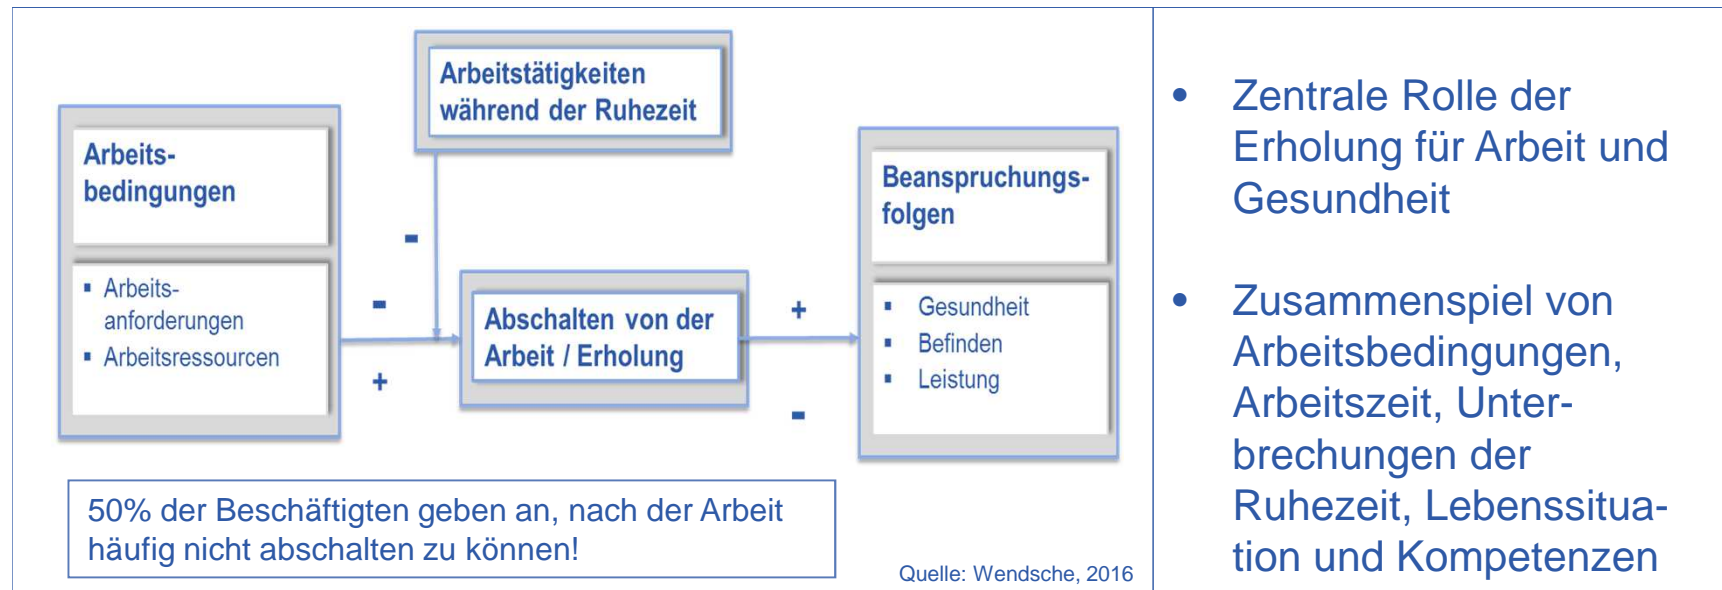 Arbeitstätigkeiten
während der Ruhezeit
Arbeits-
bedingungen
▪ Arbeits-
anforderungen
▪ Arbeitsressourcen
-
-
+
Abschalten von der
Arbeit / Erholung
+
-
Beanspruchungs-
folgen
▪ Gesundheit
▪ Befinden
▪ Leistung
50% der Beschäftigten geben an, nach der Arbeit
häufig nicht abschalten zu können!
Quelle: Wendsche, 2016
• Zentrale Rolle der
Erholung für Arbeit und
Gesundheit
• Zusammenspiel von
Arbeitsbedingungen,
Arbeitszeit, Unter-
brechungen der
Ruhezeit, Lebenssitua-
tion und Kompetenzen